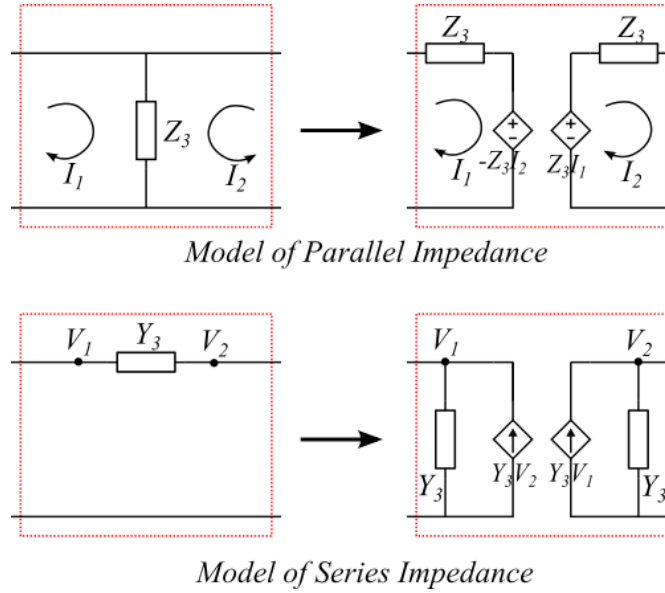 Z3 Z3
Z3
I1 I2 I1 -Z3I2 Z3I1 I2
Model of Parallel Impedance
V1 Y3 V2 V1 V2
Y3 Y3V2 Y3V1 Y3
Model of Series Impedance